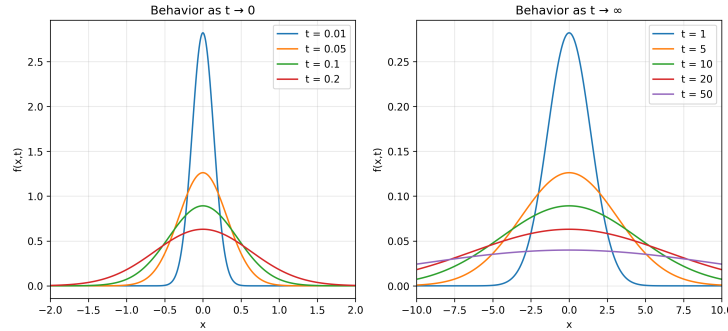 Behavior as t → 0
t = 0.01
t = 0.05
t = 0.1
t = 0.2
2.5
2.0
1.5
1.0
0.5
0.0
f(x,t)
−2.0 −1.5 −1.0 −0.5 0.0 0.5 1.0 1.5 2.0
x
Behavior as t → ∞
t = 1
t = 5
t = 10
t = 20
t = 50
0.25
0.20
0.15
0.10
0.05
0.00
f(x,t)
−10.0 −7.5 −5.0 −2.5 0.0 2.5 5.0 7.5 10.
x